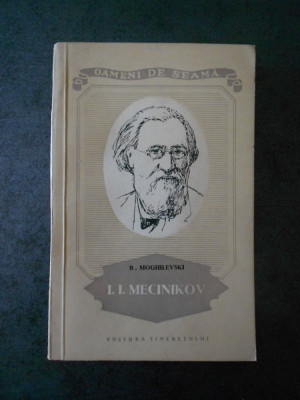 OAMENI DE SEAMĂ
B. MOGHILEVSKI
I. I. MECINIKOV
EDITURA TINERETULUI